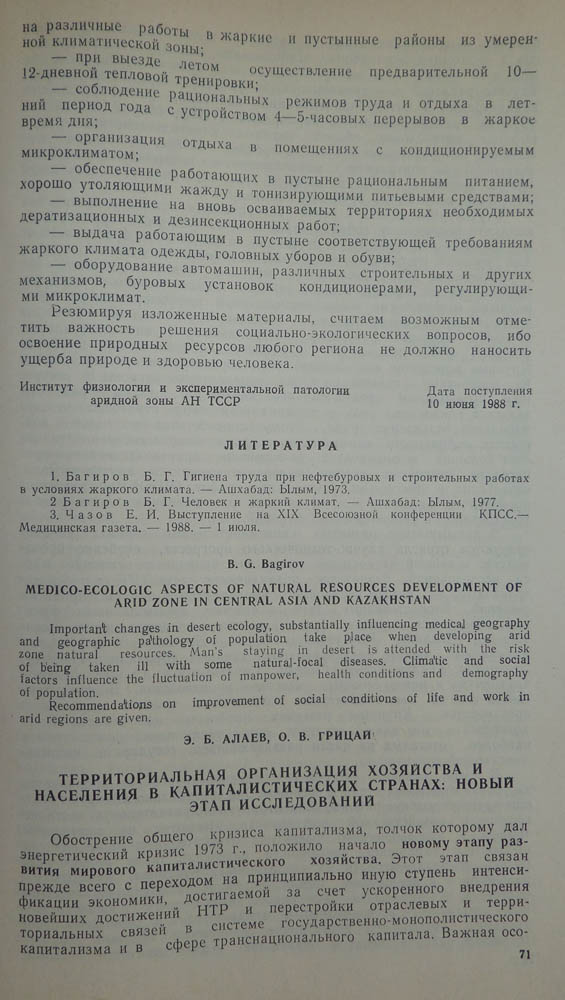 на различные работы в жаркие и пустынные районы из умерен-
ной климатической зоны;
— при выезде летом осуществление предварительной 10—
12-дневной тепловой тренировки;
— соблюдение рациональных режимов труда и отдыха в лет-
ний период года с устройством 4—5-часовых перерывов в жаркое
время дня;
— организация отдыха в помещениях с кондиционируемым
микроклиматом;
— обеспечение работающих в пустыне рациональным питанием,
хорошо утоляющими жажду и тонизирующими питьевыми средствами;
— выполнение на вновь осваиваемых территориях необходимых
дератизационных и дезинсекционных работ;
— выдача работающим в пустыне соответствующей требованиям
жаркого климата одежды, головных уборов и обуви;
— оборудование автомашин, различных строительных и других
механизмов, буровых установок кондиционерами, регулирующи-
ми микроклимат.
Резюмируя изложенные материалы, считаем возможным отме-
тить важность решения социально-экологических вопросов, ибо
освоение природных ресурсов любого региона не должно наносить
ущерба природе и здоровью человека.
Институт физиологии и экспериментальной патологии
аридной зоны АН ТССР
Дата поступления
10 июня 1988 г.
ЛИТЕРАТУРА
1. Багиров Б. Г. Гигиена труда при нефтебуровых и строительных работах
в условиях жаркого климата. — Ашхабад: Ылым, 1973.
2 Багиров Б. Г. Человек и жаркий климат. — Ашхабад: Ылым, 1977.
3. Чазов Е. И. Выступление на XIX Всесоюзной конференции КПСС.—
Медицинская газета. — 1988. — 1 июля.
B. G. Bagirov
MEDICO-ECOLOGIC ASPECTS OF NATURAL RESOURCES DEVELOPMENT OF
ARID ZONE IN CENTRAL ASIA AND KAZAKHSTAN
Important changes in desert ecology, substantially influencing medical geography
and geographic pathology of population take place when developing arid
zone natural resources. Man's staying in desert is attended with the risk
of being taken ill with some natural-focal diseases. Climatic and social
factors influence the fluctuation of manpower, health conditions and demography
of population.
Recommendations on improvement of social conditions of life and work in
arid regions are given.
Э. Б. АЛАЕВ, О. В. ГРИЦАЙ
ТЕРРИТОРИАЛЬНАЯ ОРГАНИЗАЦИЯ ХОЗЯЙСТВА И
НАСЕЛЕНИЯ В КАПИТАЛИСТИЧЕСКИХ СТРАНАХ: НОВЫЙ
ЭТАП ИССЛЕДОВАНИЙ
Обострение общего кризиса капитализма, толчок которому дал
энергетический кризис 1973 г., положило начало новому этапу раз-
вития мирового капиталистического хозяйства. Этот этап связан
прежде всего с переходом на принципиально иную ступень интенси-
фикации экономики, достигаемой за счет ускоренного внедрения
новейших достижений НТР и перестройки отраслевых и терри-
ториальных связей в системе государственно-монополистического
капитализма и в сфере транснационального капитала. Важная осо-
71